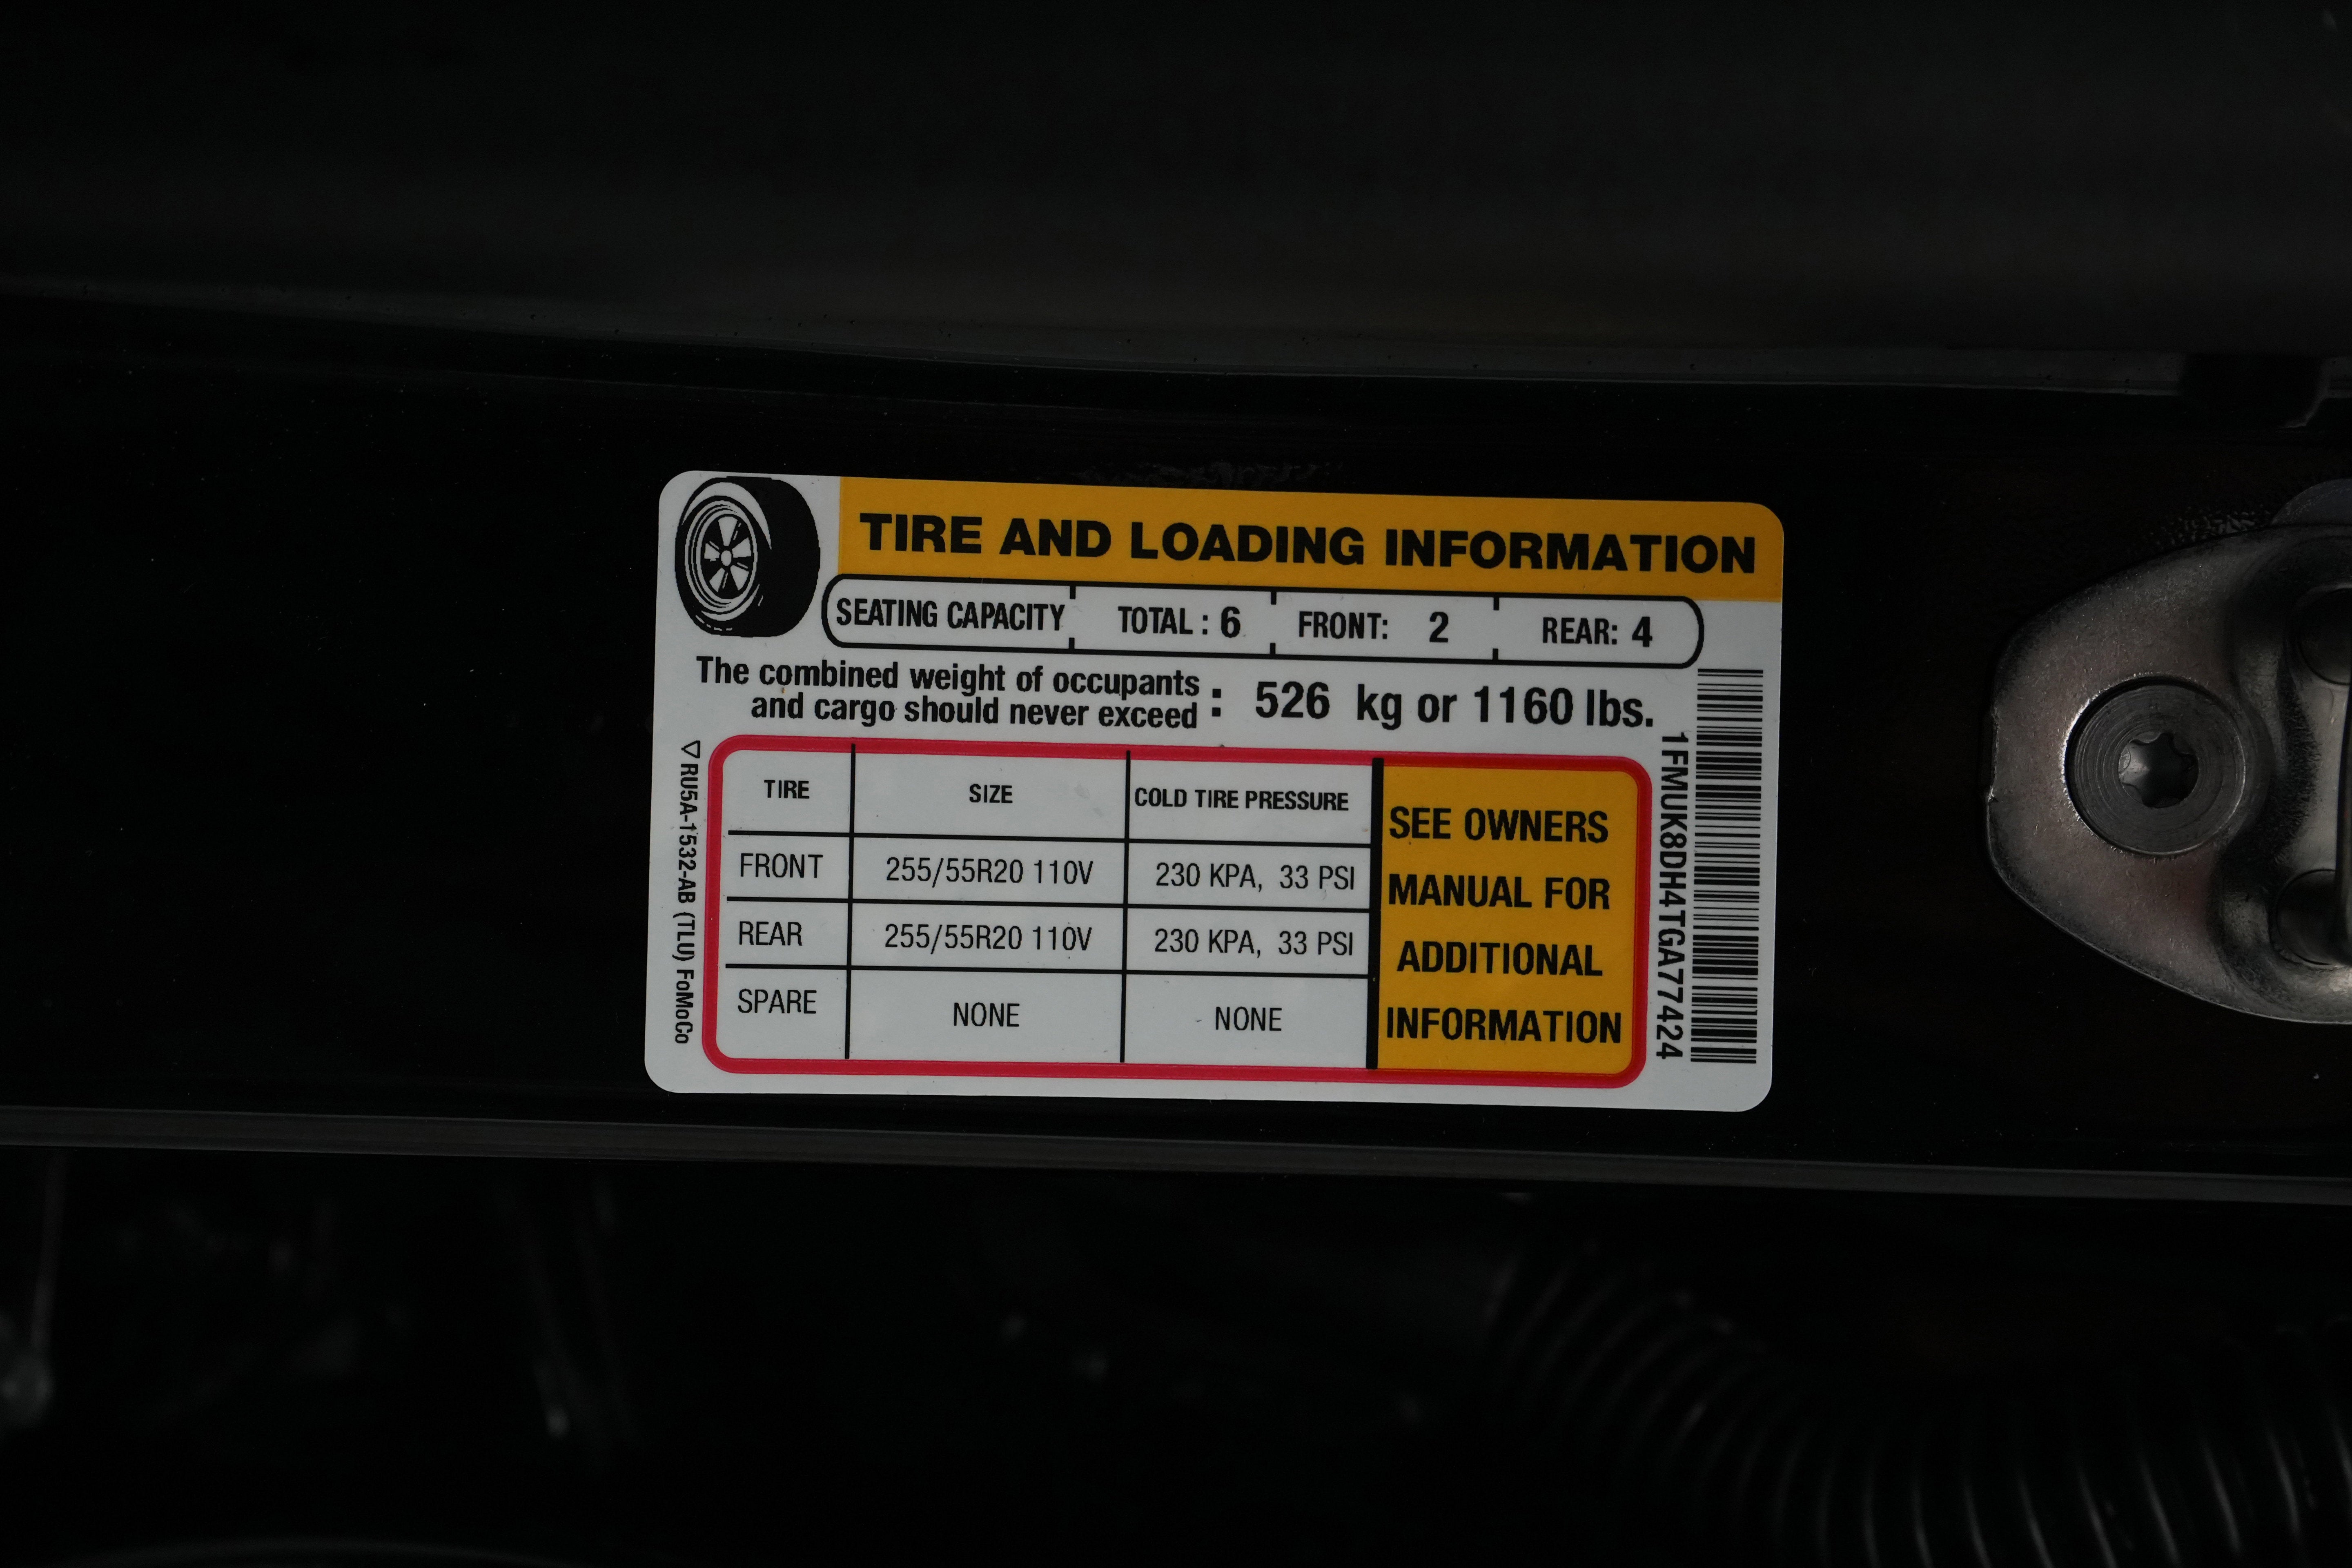 TIRE AND LOADING INFORMATION
SEATING CAPACITY TOTAL : 6 FRONT: 2 REAR: 4
The combined weight of occupants
and cargo should never exceed : 526 kg or 1160 lbs.
TIRE SIZE COLD TIRE PRESSURE
FRONT 255/55R20 110V 230 KPA, 33 PSI
REAR 255/55R20 110V 230 KPA, 33 PSI
SPARE NONE NONE
SEE OWNERS
MANUAL FOR
ADDITIONAL
INFORMATION
RU5A-1532-AB (TLU) FoMoCo
1FMUK8DH4TGA77424